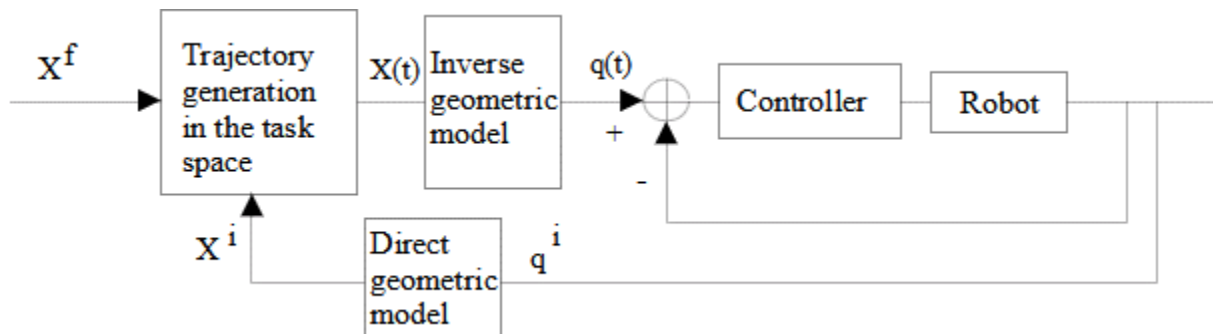 X^f
Trajectory
generation
in the task
space
X(t)
Inverse
geometric
model
q(t)
+
-
Controller
Robot
X^i
Direct
geometric
model
q^i